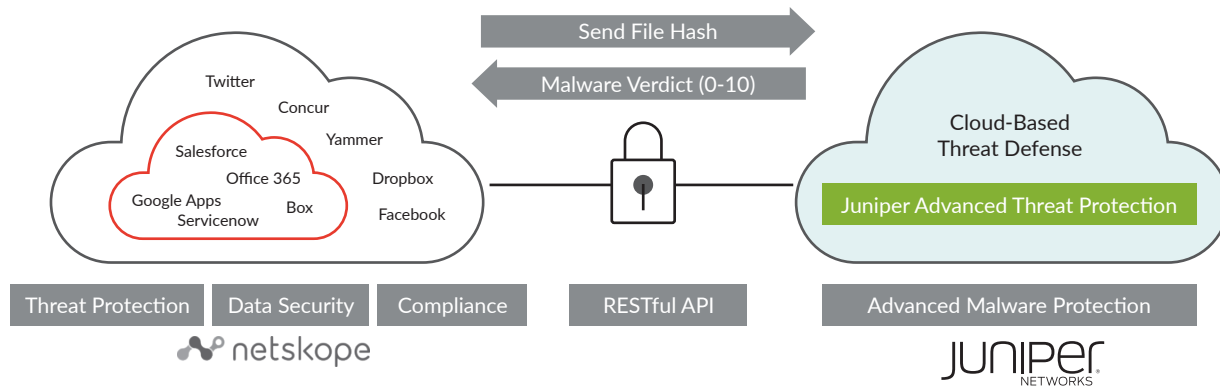 Send File Hash
Malware Verdict (0-10)
Twitter
Concur
Yammer
Salesforce
Office 365
Dropbox
Google Apps
Box
Servicenow
Facebook
Cloud-Based
Threat Defense
Juniper Advanced Threat Protection
Threat Protection
Data Security
Compliance
RESTful API
Advanced Malware Protection
netskope
JUNIPER
NETWORKS